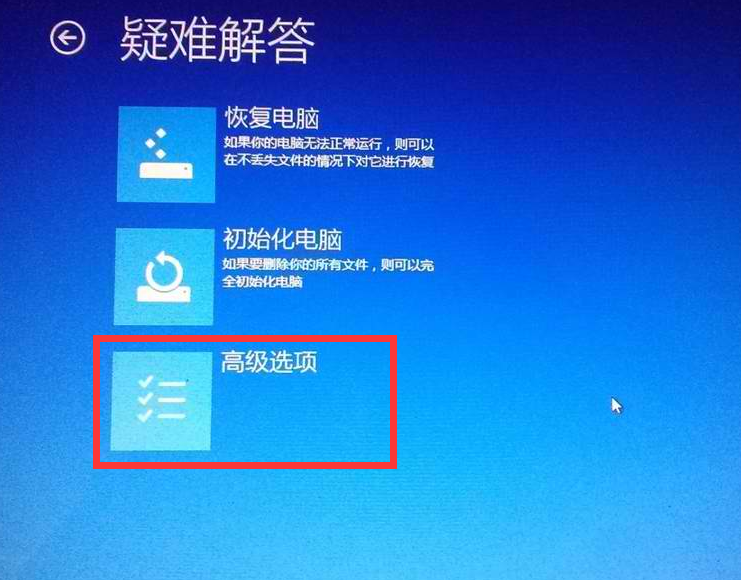 疑难解答
恢复电脑
如果你的电脑无法正常运行，则可以
在不丢失文件的情况下对它进行恢复
初始化电脑
如果要删除你的所有文件，则可以完
全初始化电脑
高级选项